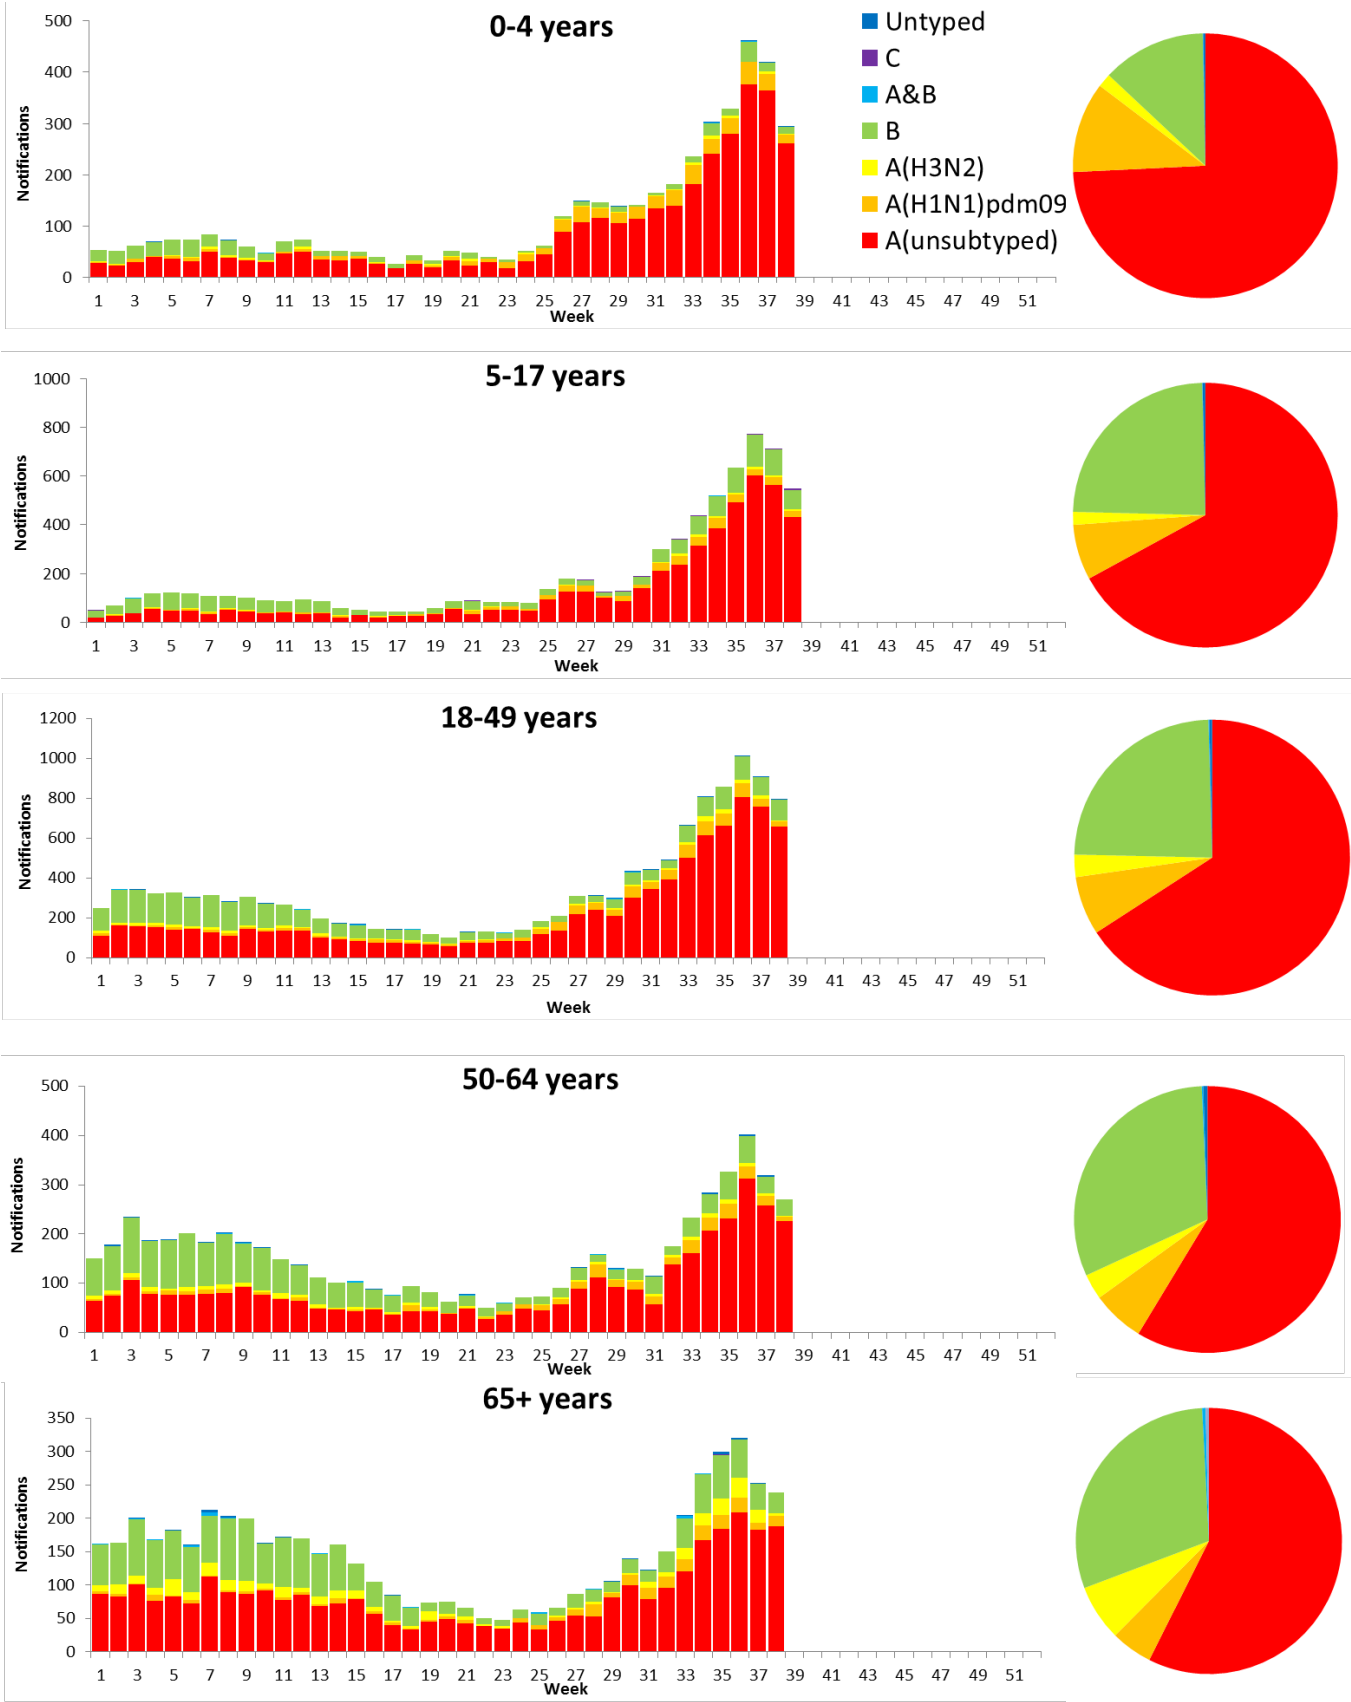 0-4 years
Notifications
500
400
300
200
100
0
1 3 5 7 9 11 13 15 17 19 21 23 25 27 29 31 33 35 37 39 41 43 45 47 49 51
Week
Untyped
C
A&B
B
A(H3N2)
A(H1N1)pdm09
A(unsubtyped)
5-17 years
Notifications
1000
800
600
400
200
0
1 3 5 7 9 11 13 15 17 19 21 23 25 27 29 31 33 35 37 39 41 43 45 47 49 51
Week
18-49 years
Notifications
1200
1000
800
600
400
200
0
1 3 5 7 9 11 13 15 17 19 21 23 25 27 29 31 33 35 37 39 41 43 45 47 49 51
Week
50-64 years
Notifications
500
400
300
200
100
0
1 3 5 7 9 11 13 15 17 19 21 23 25 27 29 31 33 35 37 39 41 43 45 47 49 51
Week
65+ years
Notifications
350
300
250
200
150
100
50
0
1 3 5 7 9 11 13 15 17 19 21 23 25 27 29 31 33 35 37 39 41 43 45 47 49 51
Week